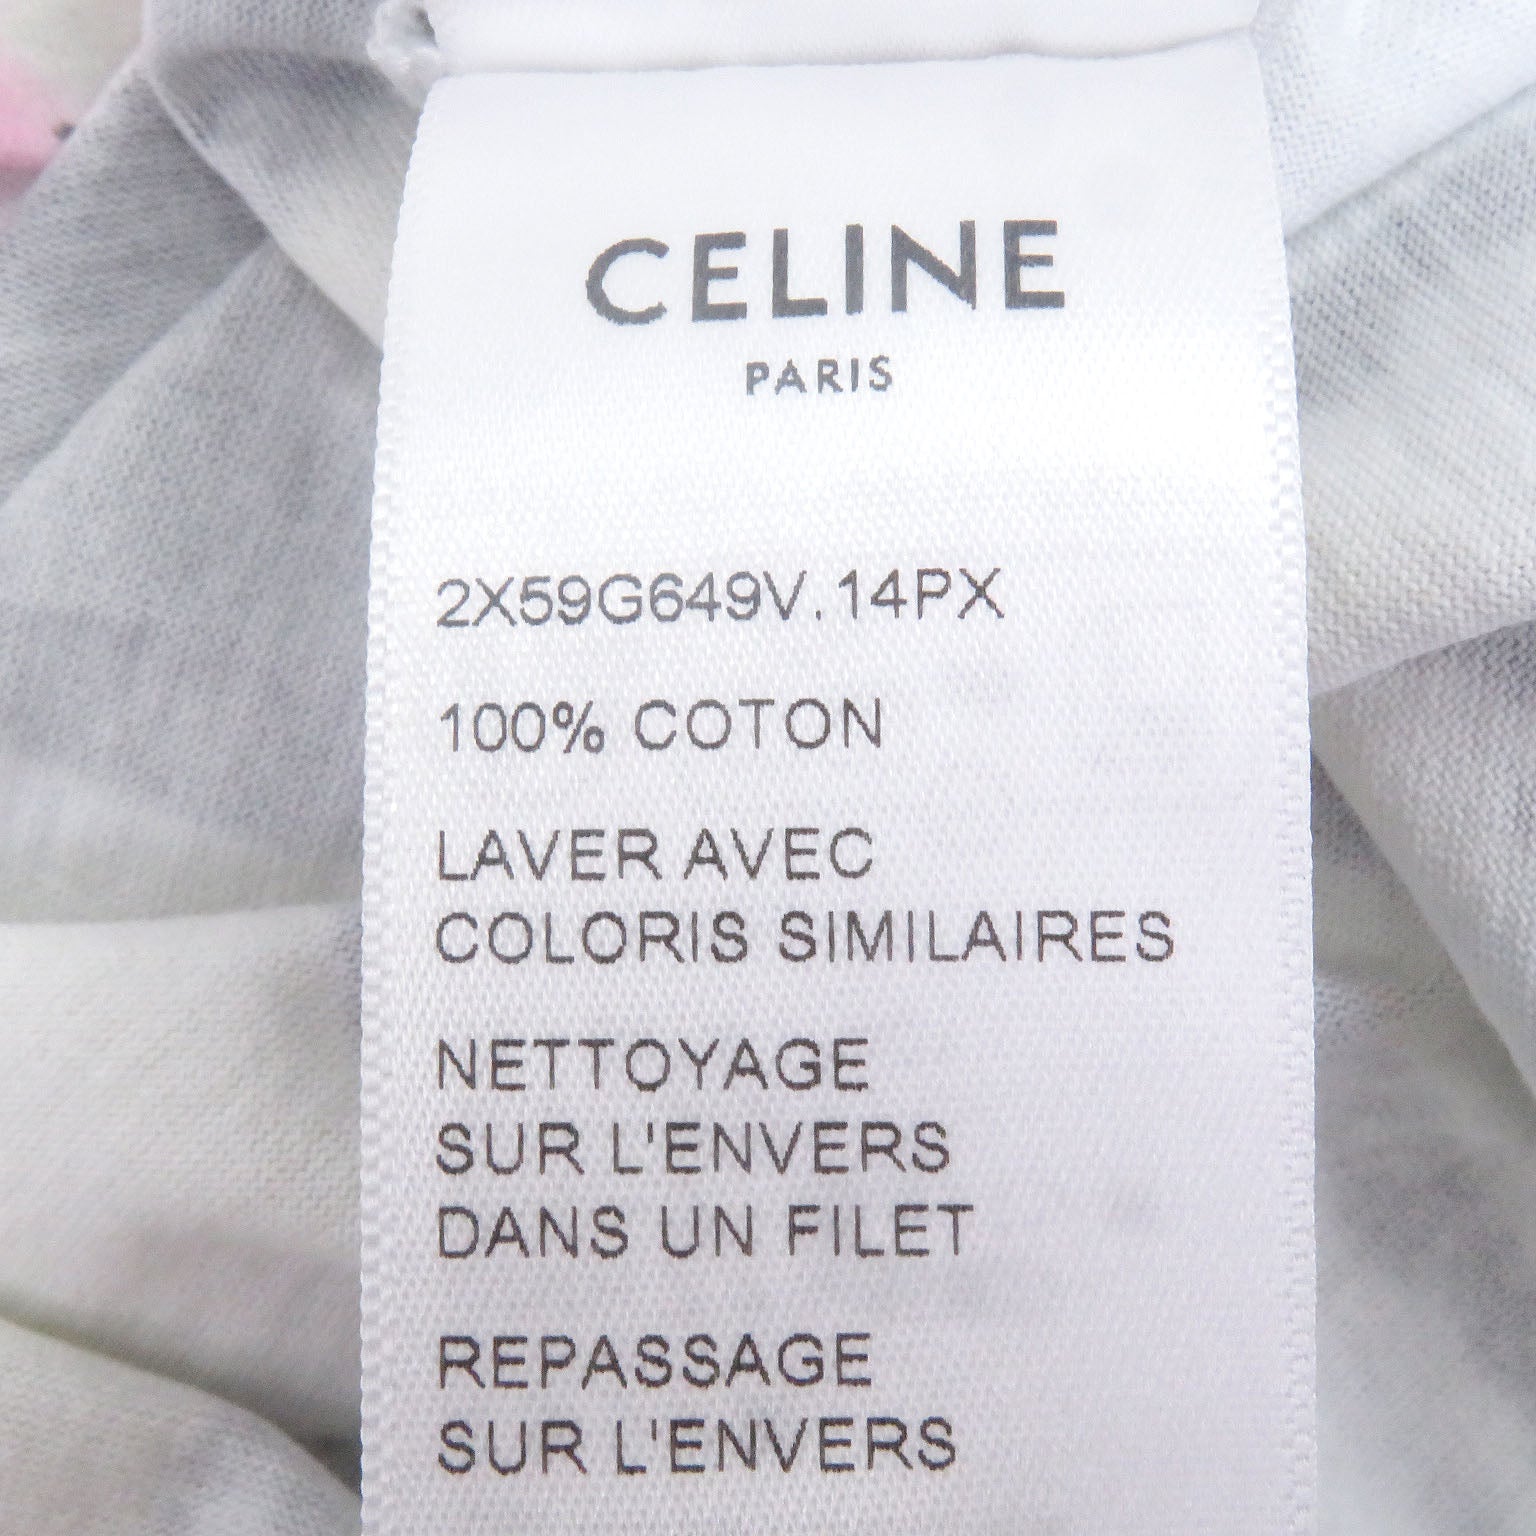 CELINE
PARIS
2X59G649V.14PX
100% COTON
LAVER AVEC
COLORIS SIMILAIRES
NETTOYAGE
SUR L'ENVERS
DANS UN FILET
REPASSAGE
SUR L'ENVERS